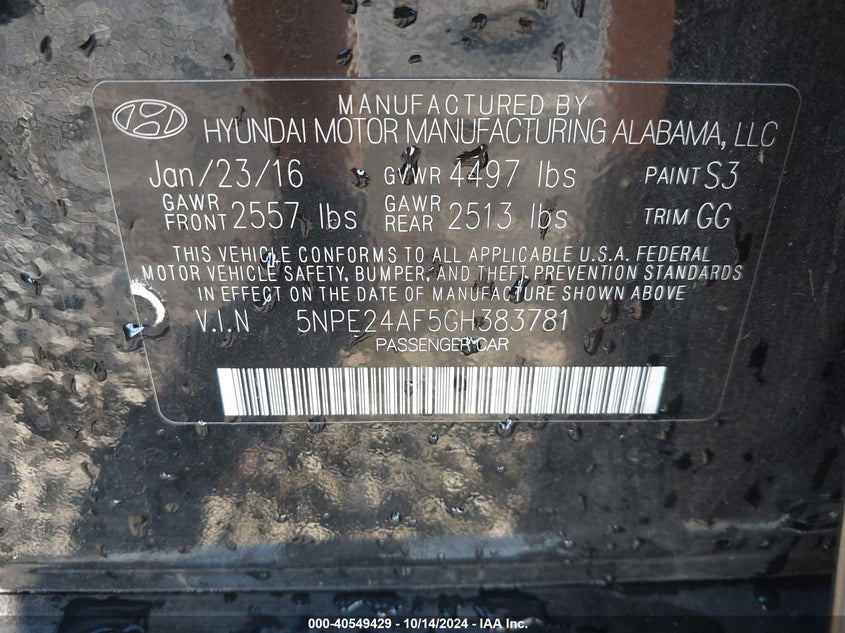 MANUFACTURED BY
HYUNDAI MOTOR MANUFACTURING ALABAMA, LLC
Jan/23/16 GVWR 4497 lbs PAINT S3
GAWR FRONT 2557 lbs GAWR REAR 2513 lbs TRIM GG
THIS VEHICLE CONFORMS TO ALL APPLICABLE U.S.A. FEDERAL
MOTOR VEHICLE SAFETY, BUMPER, AND THEFT PREVENTION STANDARDS
IN EFFECT ON THE DATE OF MANUFACTURE SHOWN ABOVE
V.I.N 5NPE24AF5GH383781
PASSENGER CAR
000-40549429 - 10/14/2024 - IAA Inc.